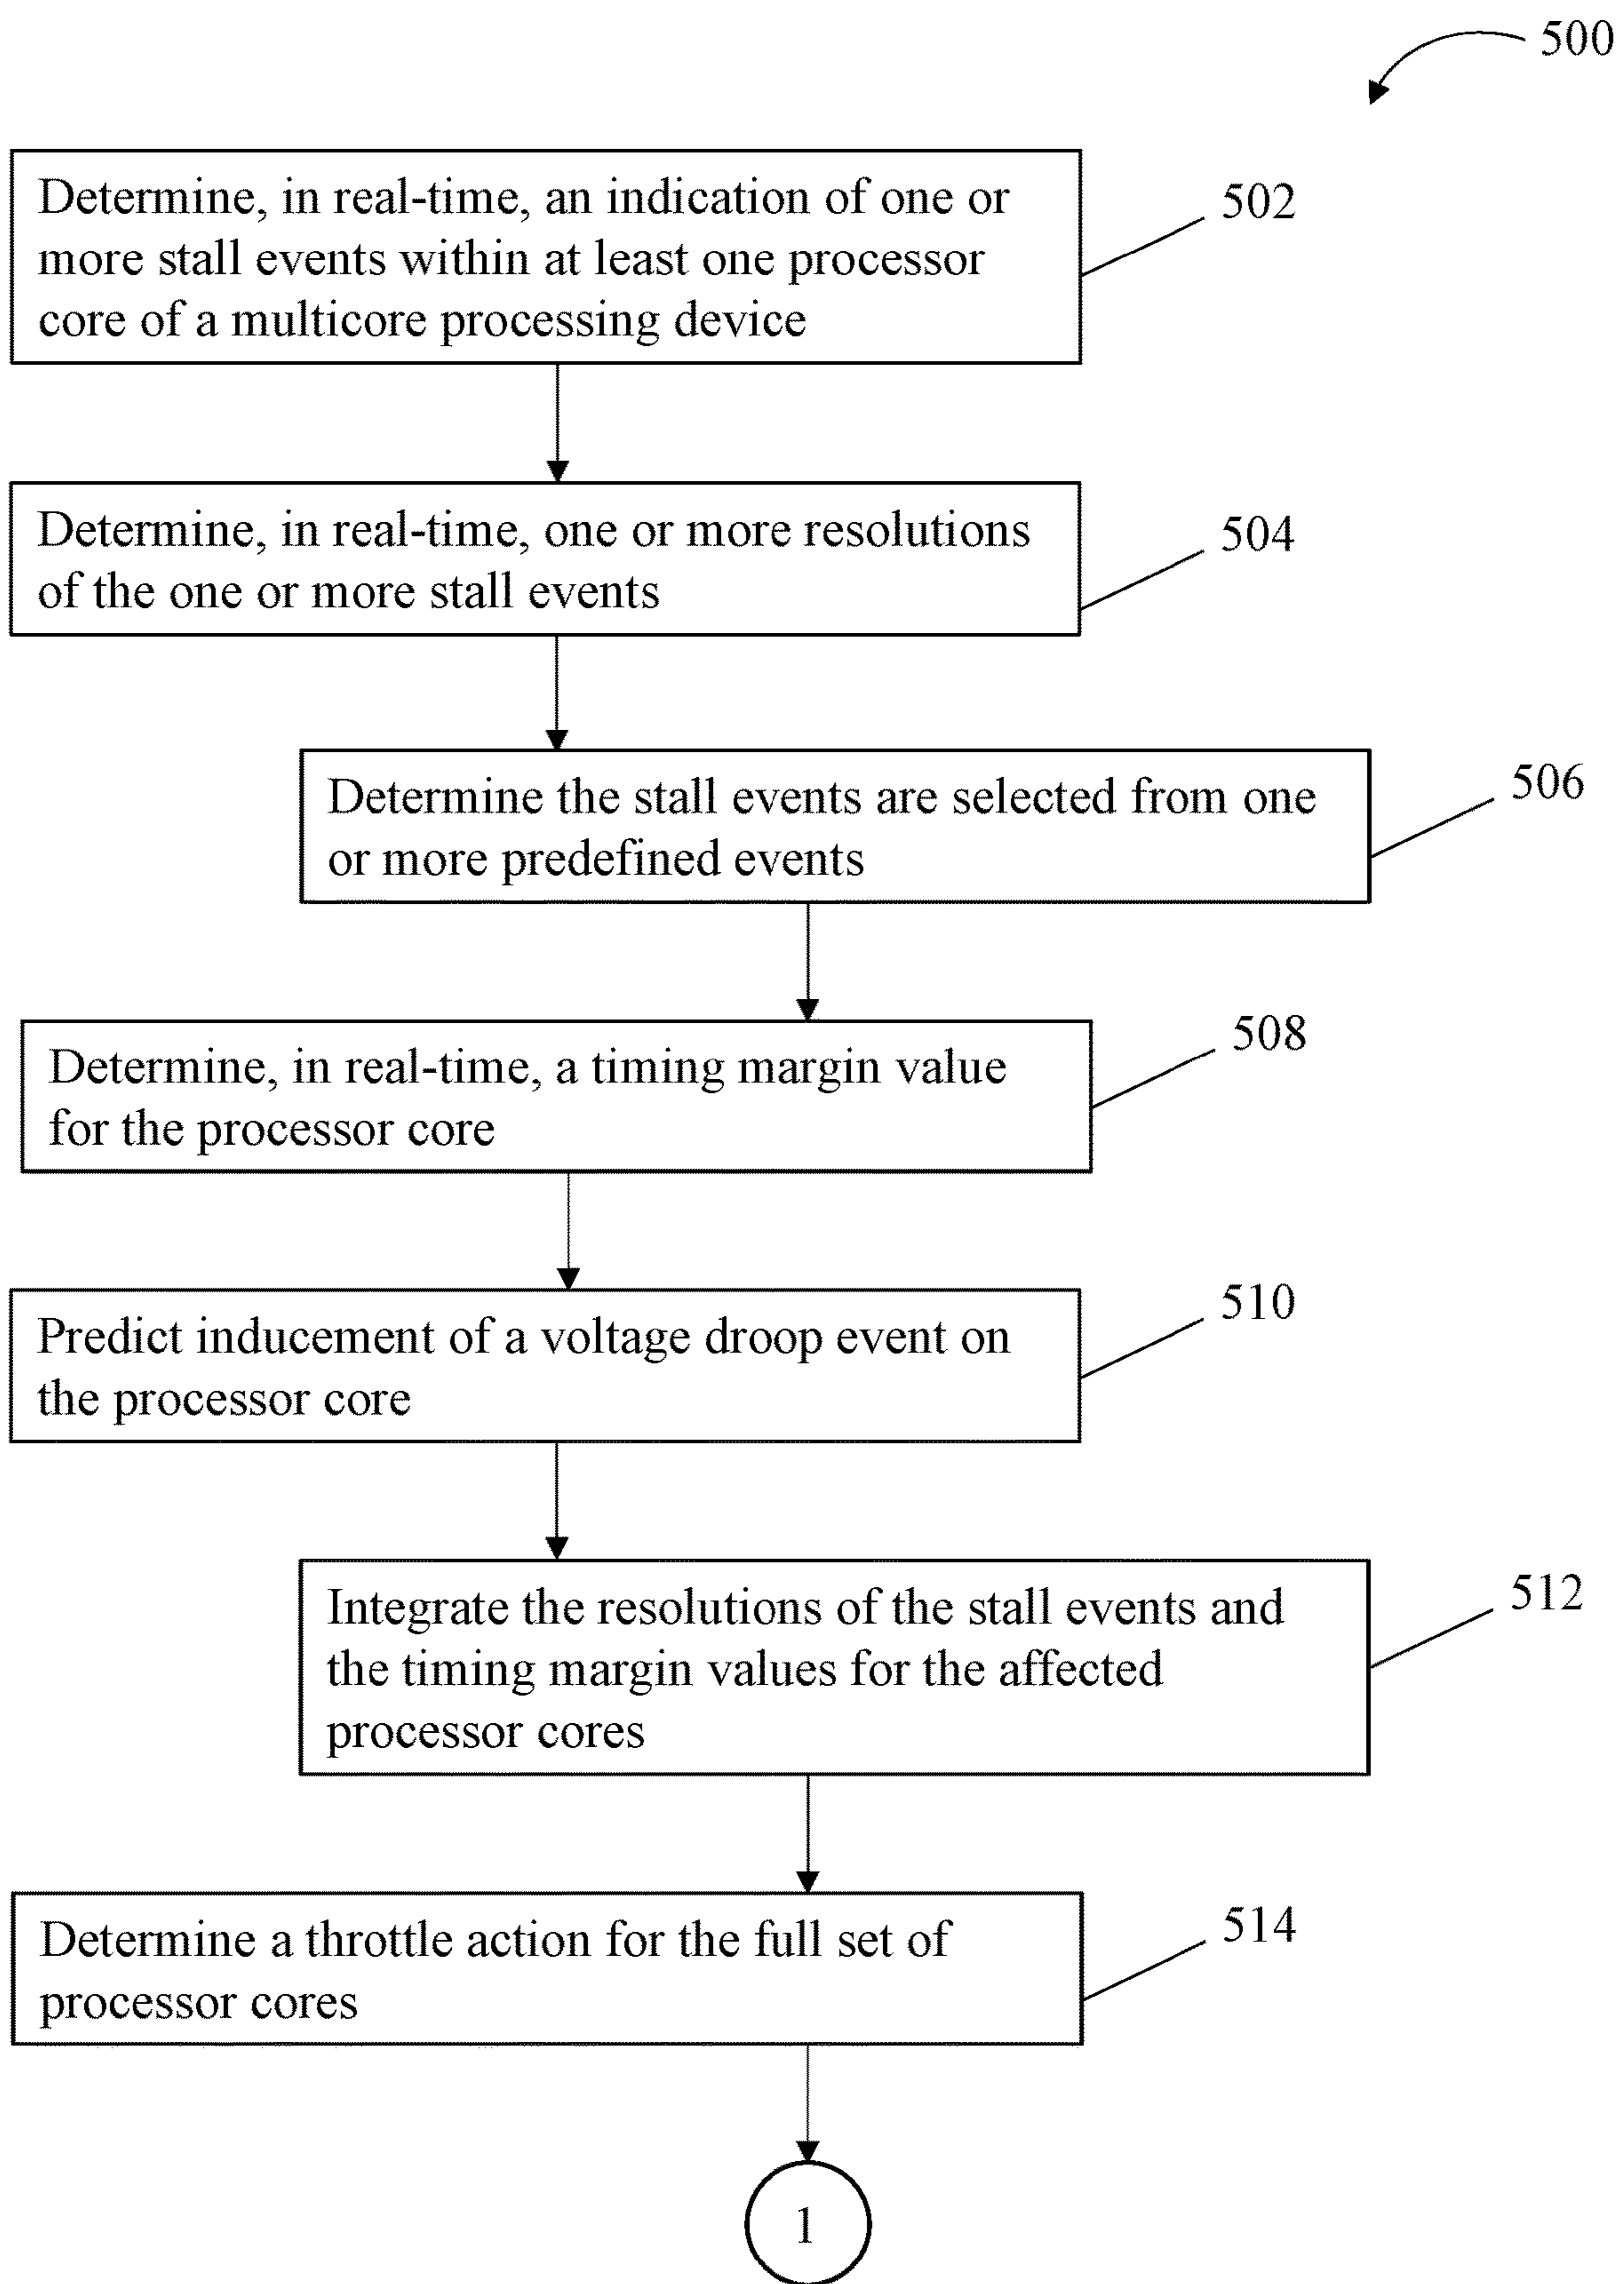 500
Determine, in real-time, an indication of one or
more stall events within at least one processor
core of a multicore processing device
502
Determine, in real-time, one or more resolutions
of the one or more stall events
504
Determine the stall events are selected from one
or more predefined events
506
Determine, in real-time, a timing margin value
for the processor core
508
Predict inducement of a voltage droop event on
the processor core
510
Integrate the resolutions of the stall events and
the timing margin values for the affected
processor cores
512
Determine a throttle action for the full set of
processor cores
514
1